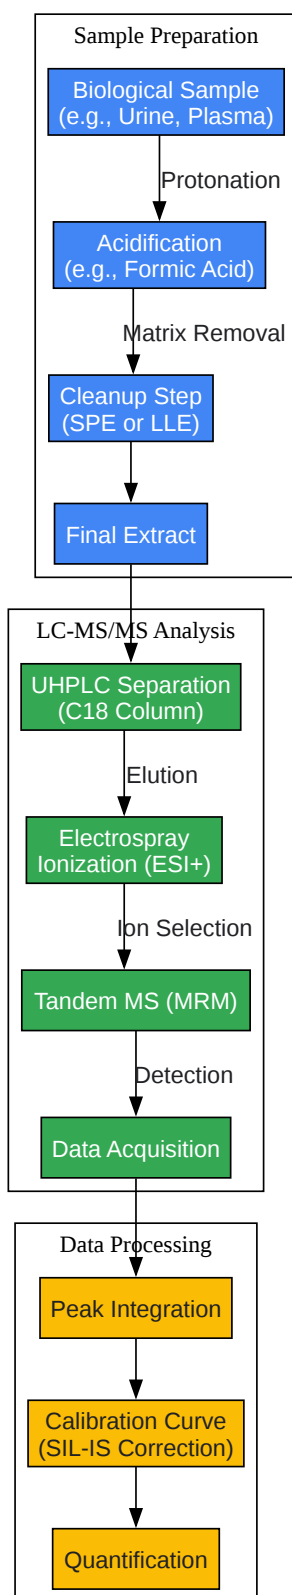 Sample Preparation
Biological Sample
(e.g., Urine, Plasma)
Protonation
Acidification
(e.g., Formic Acid)
Matrix Removal
Cleanup Step
(SPE or LLE)
Final Extract
LC-MS/MS Analysis
UHPLC Separation
(C18 Column)
Elution
Electrospray
Ionization (ESI+)
Ion Selection
Tandem MS (MRM)
Detection
Data Acquisition
Data Processing
Peak Integration
Calibration Curve
(SIL-IS Correction)
Quantification